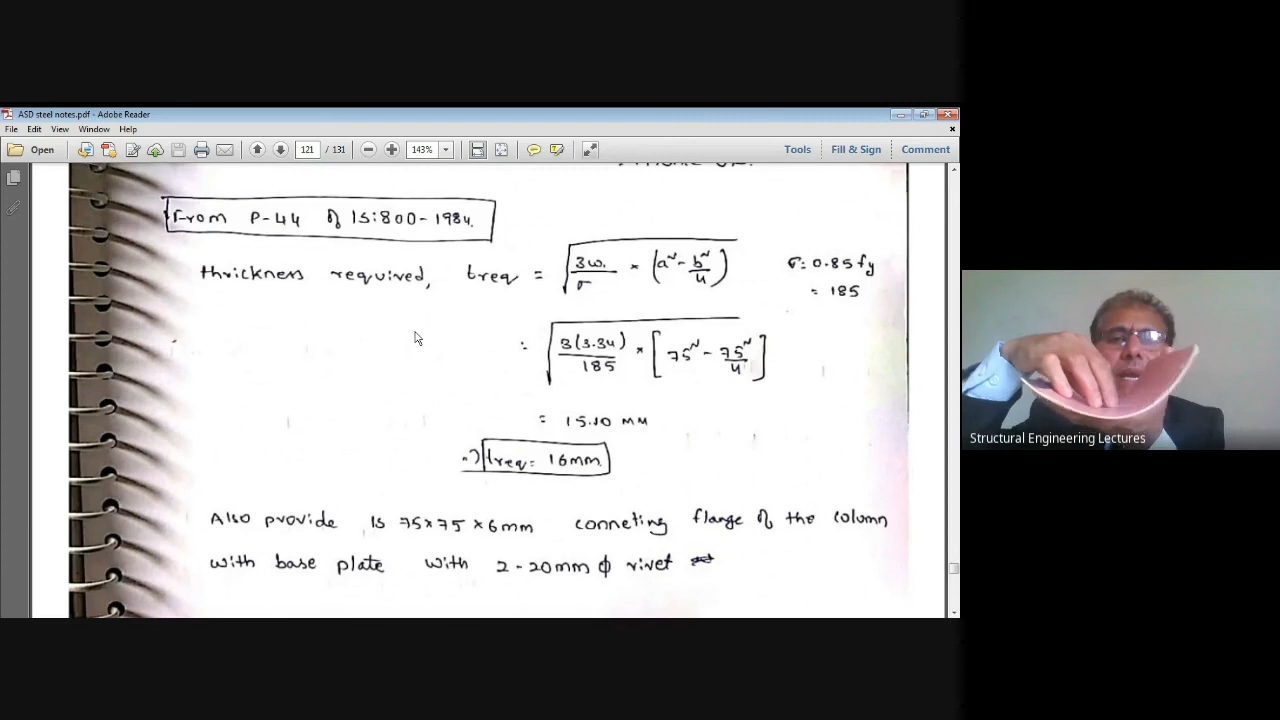 ASD steel notes.pdf - Adobe Reader
File Edit View Window Help
Open 121 / 131 143% Tools Fill & Sign Comment
From P-44 of IS:800-1984.
thickness required, treq = √ 3w/σ × (a² - b²/4) σ: 0.85fy
= 185
= √ 3(3.34)/185 × [75² - 75²/4]
= 15.10 mm
∴) treq = 16mm.
Also provide IS 75×75×6mm conneting flange of the column
with base plate with 2-20mm ϕ rivet
Structural Engineering Lectures